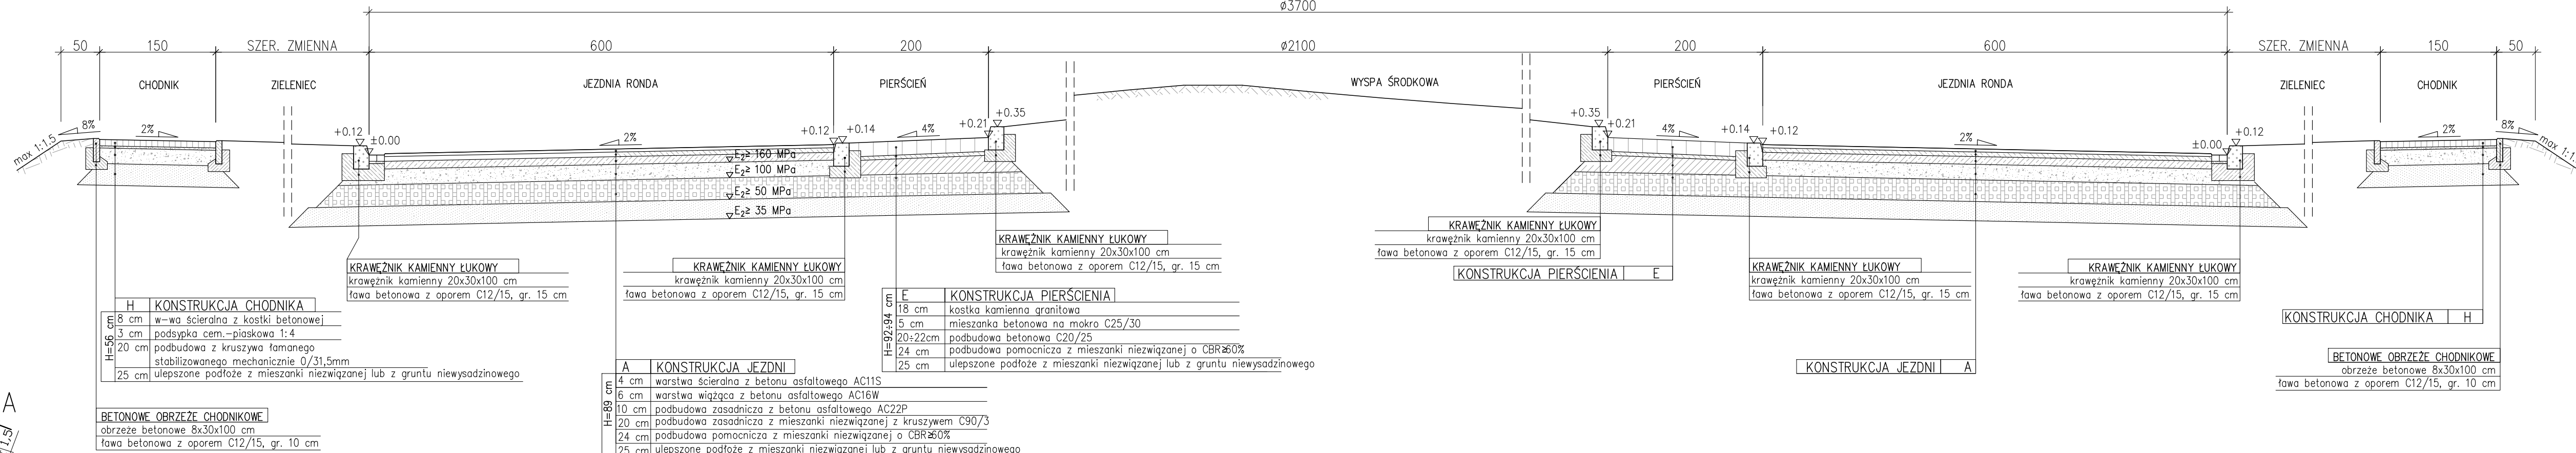 ø3700
50 150 SZER. ZMIENNA 600 200 ø2100 200 600 SZER. ZMIENNA 150 50
CHODNIK ZIELENIEC JEZDNIA RONDA PIERŚCIEŃ WYSPA ŚRODKOWA PIERŚCIEŃ JEZDNIA RONDA ZIELENIEC CHODNIK
max 1:1,5 8% 2% +0.12 ±0.00 2% +0.12 +0.14 4% +0.21 +0.35
+0.35 +0.21 4% +0.14 +0.12 2% ±0.00 +0.12 2% 8%
E2≥ 160 MPa
E2≥ 100 MPa
E2≥ 50 MPa
E2≥ 35 MPa
KRAWĘŻNIK KAMIENNY ŁUKOWY
krawężnik kamienny 20x30x100 cm
ława betonowa z oporem C12/15, gr. 15 cm
KRAWĘŻNIK KAMIENNY ŁUKOWY
krawężnik kamienny 20x30x100 cm
ława betonowa z oporem C12/15, gr. 15 cm
KRAWĘŻNIK KAMIENNY ŁUKOWY
krawężnik kamienny 20x30x100 cm
ława betonowa z oporem C12/15, gr. 15 cm
KRAWĘŻNIK KAMIENNY ŁUKOWY
krawężnik kamienny 20x30x100 cm
ława betonowa z oporem C12/15, gr. 15 cm
KONSTRUKCJA PIERŚCIENIA E
KRAWĘŻNIK KAMIENNY ŁUKOWY
krawężnik kamienny 20x30x100 cm
ława betonowa z oporem C12/15, gr. 15 cm
KRAWĘŻNIK KAMIENNY ŁUKOWY
krawężnik kamienny 20x30x100 cm
ława betonowa z oporem C12/15, gr. 15 cm
H KONSTRUKCJA CHODNIKA
H=56 cm
8 cm w-wa ścieralna z kostki betonowej
3 cm podsypka cem.-piaskowa 1:4
20 cm podbudowa z kruszywa łamanego
stabilizowanego mechanicznie 0/31,5mm
25 cm ulepszone podłoże z mieszanki niezwiązanej lub z gruntu niewysadzinowego
BETONOWE OBRZEŻE CHODNIKOWE
obrzeże betonowe 8x30x100 cm
ława betonowa z oporem C12/15, gr. 10 cm
A
1,5
E KONSTRUKCJA PIERŚCIENIA
H=92÷94 cm
18 cm kostka kamienna granitowa
5 cm mieszanka betonowa na mokro C25/30
20÷22cm podbudowa betonowa C20/25
24 cm podbudowa pomocnicza z mieszanki niezwiązanej o CBR≥60%
25 cm ulepszone podłoże z mieszanki niezwiązanej lub z gruntu niewysadzinowego
A KONSTRUKCJA JEZDNI
H=89 cm
4 cm warstwa ścieralna z betonu asfaltowego AC11S
6 cm warstwa wiążąca z betonu asfaltowego AC16W
10 cm podbudowa zasadnicza z betonu asfaltowego AC22P
20 cm podbudowa zasadnicza z mieszanki niezwiązanej z kruszywem C90/3
24 cm podbudowa pomocnicza z mieszanki niezwiązanej o CBR≥60%
25 cm ulepszone podłoże z mieszanki niezwiązanej lub z gruntu niewysadzinowego
KONSTRUKCJA JEZDNI A
KONSTRUKCJA CHODNIKA H
BETONOWE OBRZEŻE CHODNIKOWE
obrzeże betonowe 8x30x100 cm
ława betonowa z oporem C12/15, gr. 10 cm